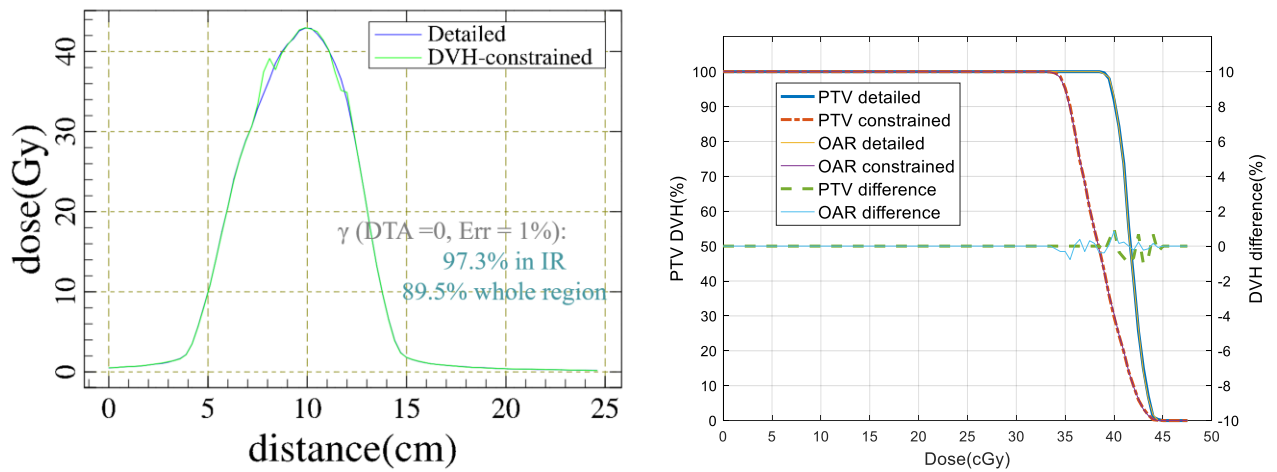 dose(Gy)
40
30
20
10
0
0 5 10 15 20 25
distance(cm)
Detailed
DVH-constrained
γ (DTA =0, Err = 1%):
97.3% in IR
89.5% whole region
PTV DVH(%)
100
90
80
70
60
50
40
30
20
10
0
PTV detailed
PTV constrained
OAR detailed
OAR constrained
PTV difference
OAR difference
0 5 10 15 20 25 30 35 40 45 50
Dose(cGy)
10
8
6
4
2
0
-2
-4
-6
-8
-10
DVH difference(%)